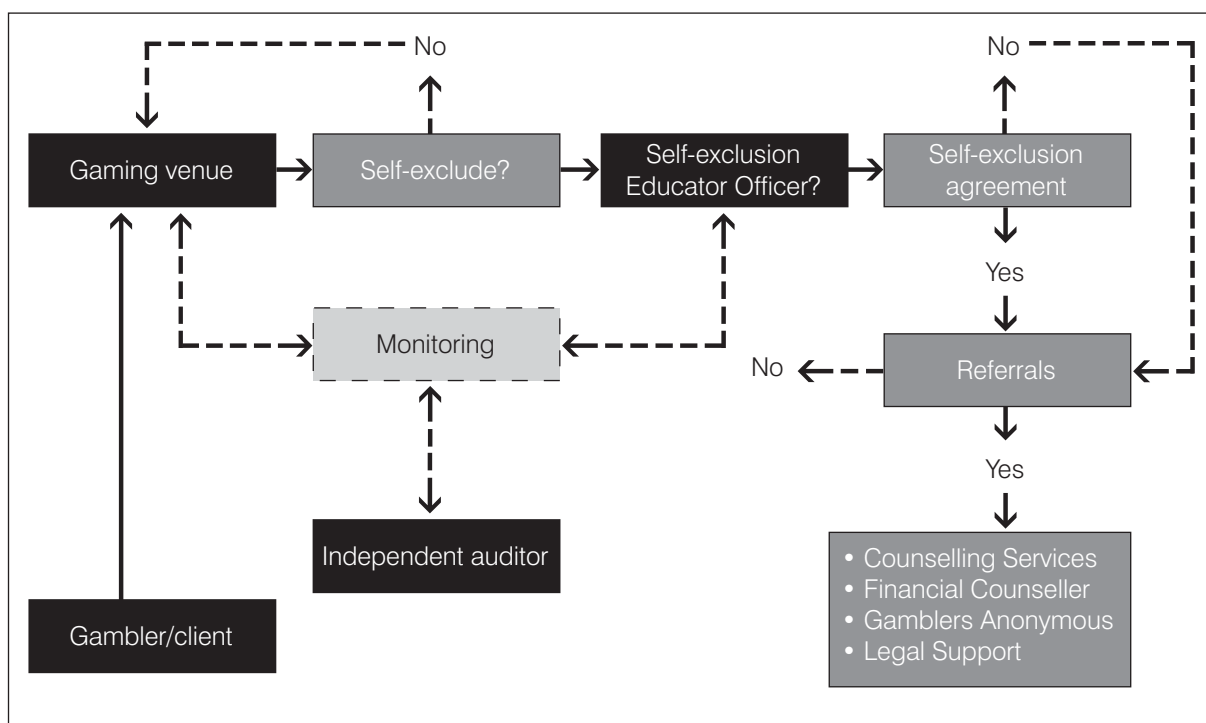 No
No
Gaming venue
Self-exclude?
Self-exclusion
Educator Officer?
Self-exclusion
agreement
Yes
Monitoring
No
Referrals
Yes
Independent auditor
• Counselling Services
• Financial Counseller
• Gamblers Anonymous
• Legal Support
Gambler/client